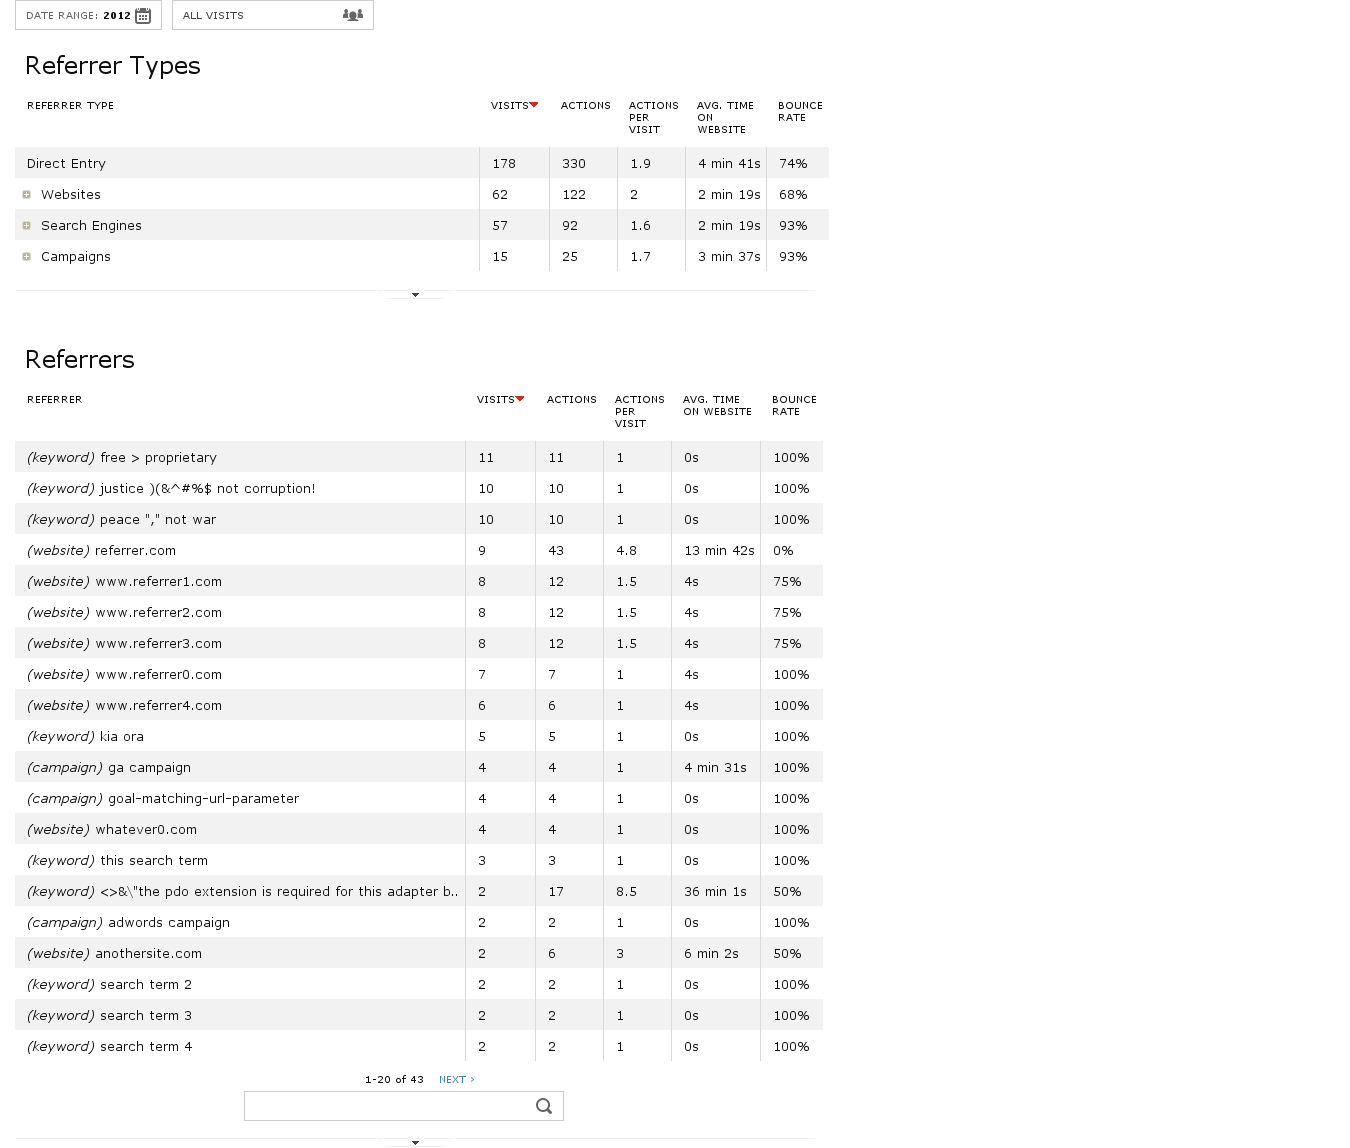 DATE RANGE: 2012 ALL VISITS
Referrer Types
REFERRER TYPE VISITS ACTIONS ACTIONS PER VISIT AVG. TIME ON WEBSITE BOUNCE RATE
Direct Entry 178 330 1.9 4 min 41s 74%
Websites 62 122 2 2 min 19s 68%
Search Engines 57 92 1.6 2 min 19s 93%
Campaigns 15 25 1.7 3 min 37s 93%
Referrers
REFERRER VISITS ACTIONS ACTIONS PER VISIT AVG. TIME ON WEBSITE BOUNCE RATE
(keyword) free > proprietary 11 11 1 0s 100%
(keyword) justice )(&^#%$ not corruption! 10 10 1 0s 100%
(keyword) peace "," not war 10 10 1 0s 100%
(website) referrer.com 9 43 4.8 13 min 42s 0%
(website) www.referrer1.com 8 12 1.5 4s 75%
(website) www.referrer2.com 8 12 1.5 4s 75%
(website) www.referrer3.com 8 12 1.5 4s 75%
(website) www.referrer0.com 7 7 1 4s 100%
(website) www.referrer4.com 6 6 1 4s 100%
(keyword) kia ora 5 5 1 0s 100%
(campaign) ga campaign 4 4 1 4 min 31s 100%
(campaign) goal-matching-url-parameter 4 4 1 0s 100%
(website) whatever0.com 4 4 1 0s 100%
(keyword) this search term 3 3 1 0s 100%
(keyword) <>&\"the pdo extension is required for this adapter b.. 2 17 8.5 36 min 1s 50%
(campaign) adwords campaign 2 2 1 0s 100%
(website) anothersite.com 2 6 3 6 min 2s 50%
(keyword) search term 2 2 2 1 0s 100%
(keyword) search term 3 2 2 1 0s 100%
(keyword) search term 4 2 2 1 0s 100%
1-20 of 43 NEXT ›